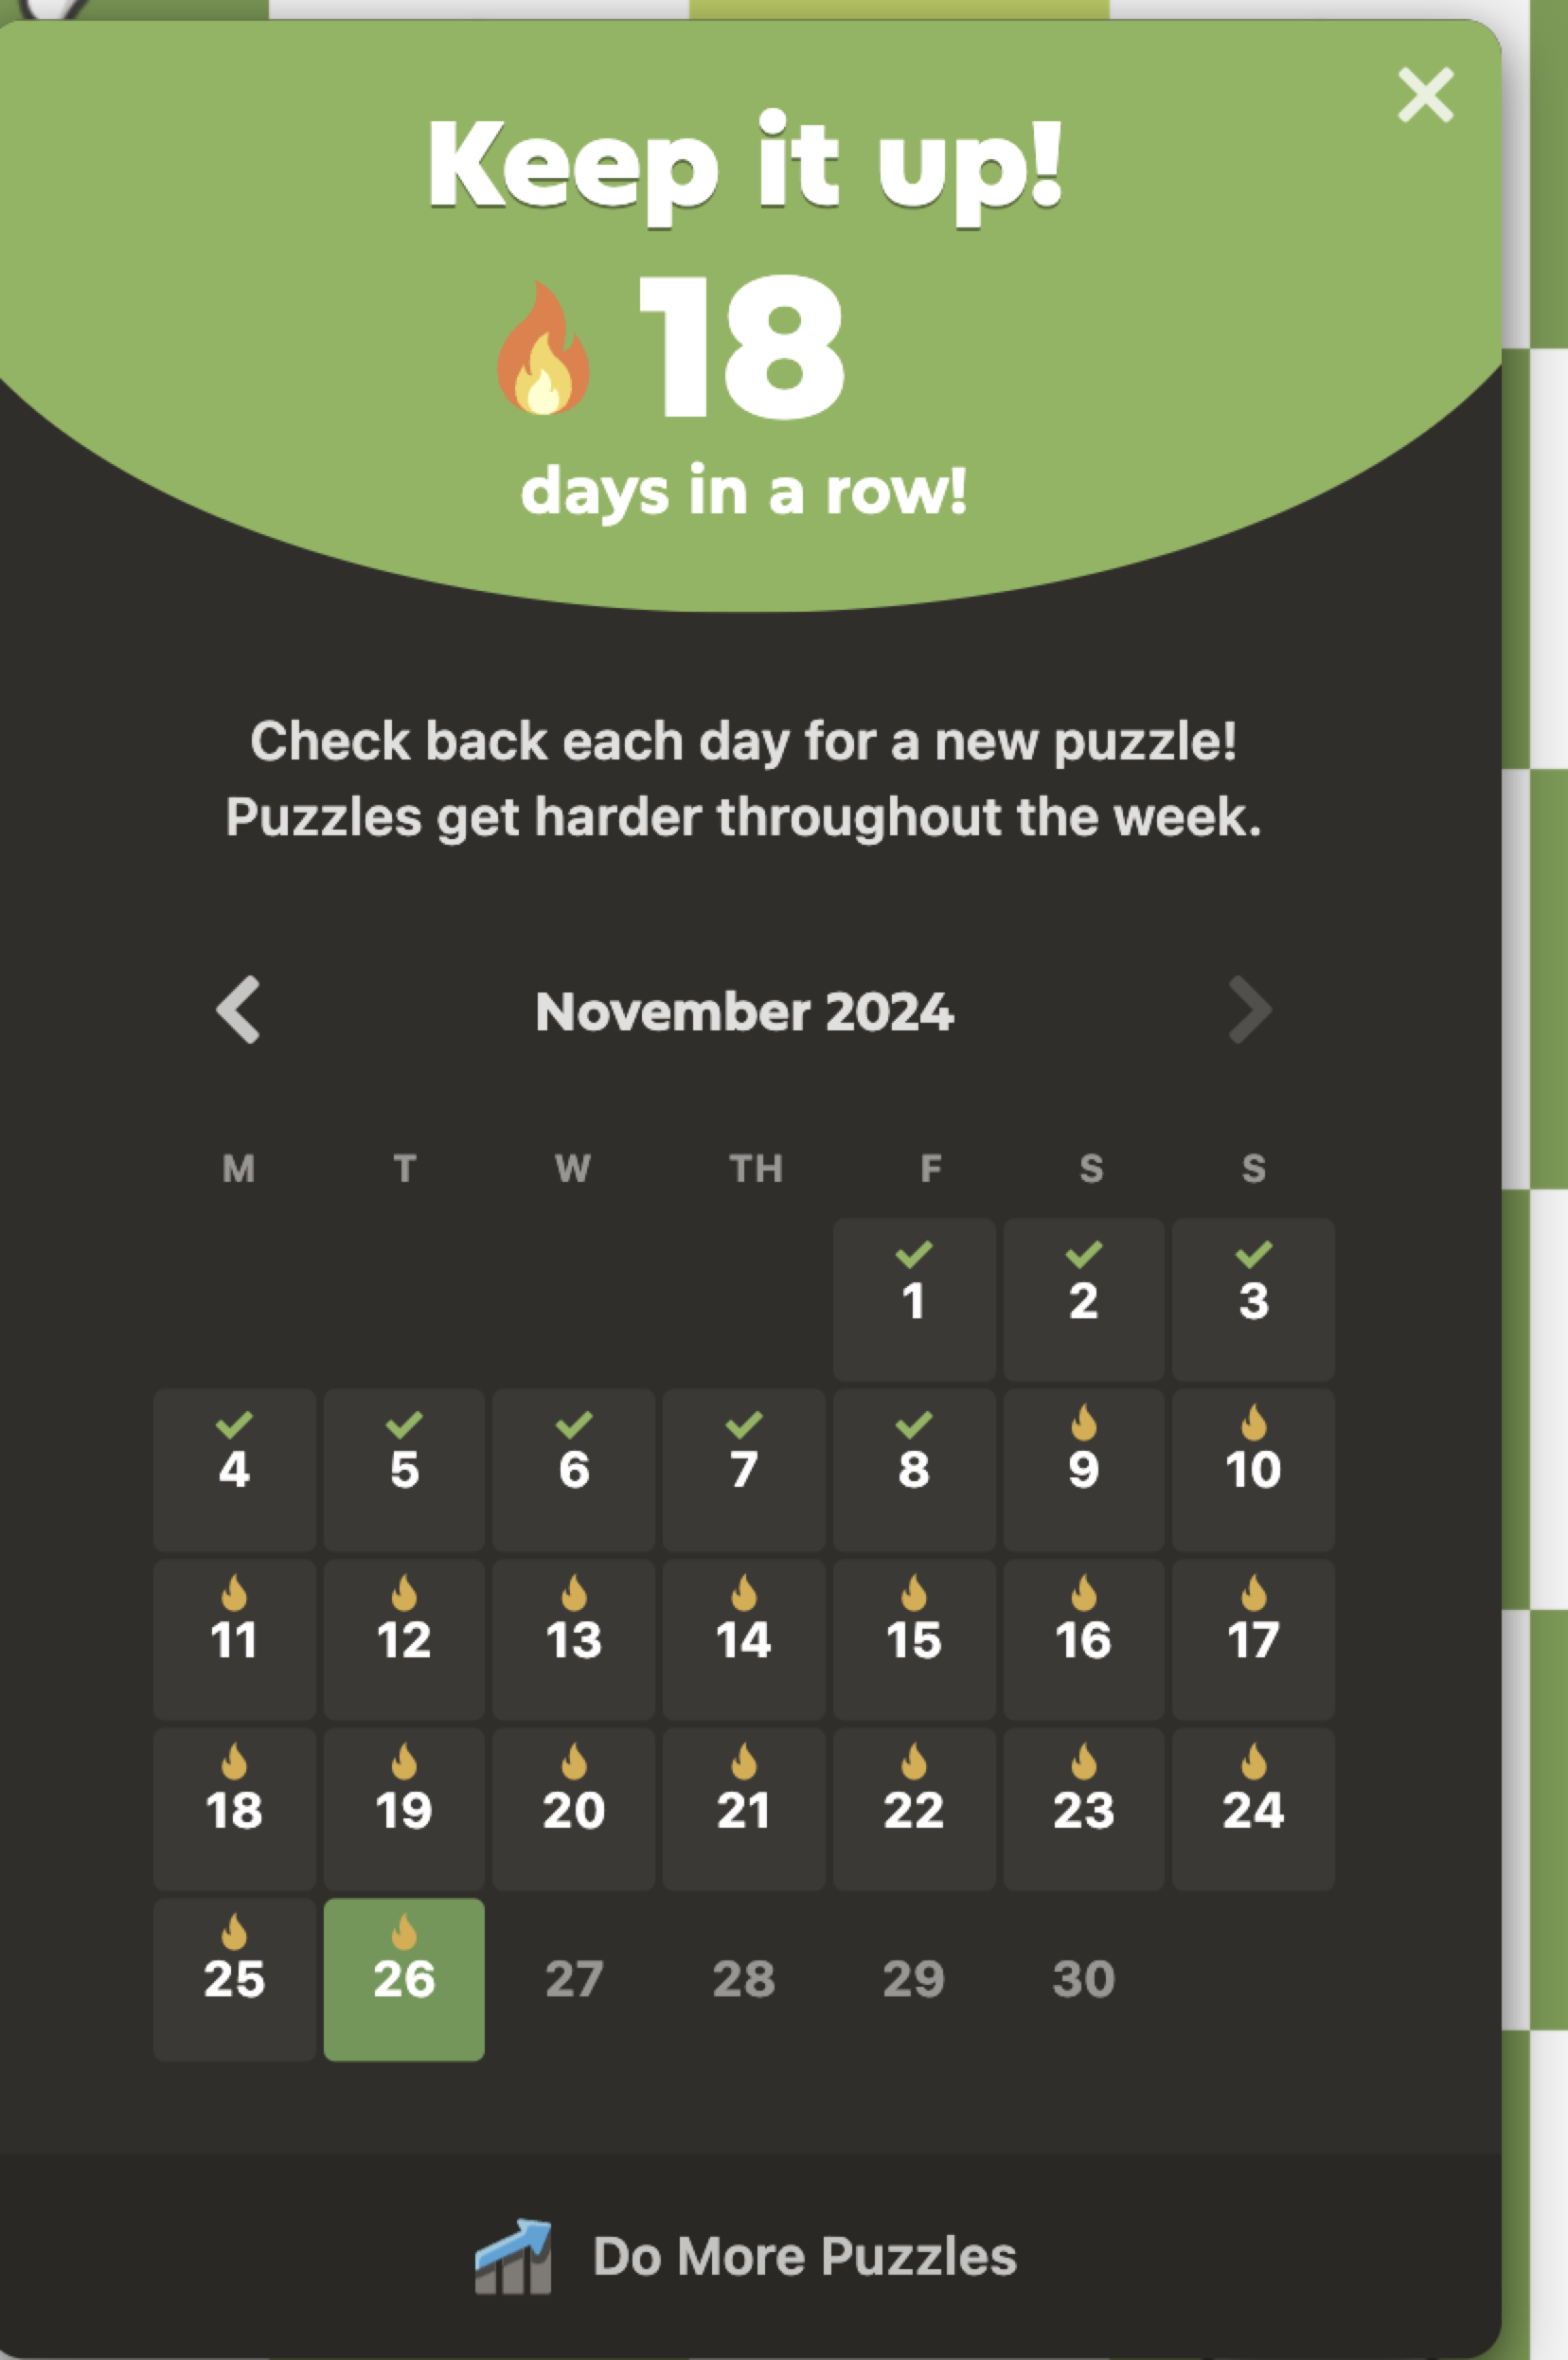 Keep it up!
18
days in a row!
Check back each day for a new puzzle!
Puzzles get harder throughout the week.
November 2024
M T W TH F S S
1 2 3
4 5 6 7 8 9 10
11 12 13 14 15 16 17
18 19 20 21 22 23 24
25 26 27 28 29 30
Do More Puzzles